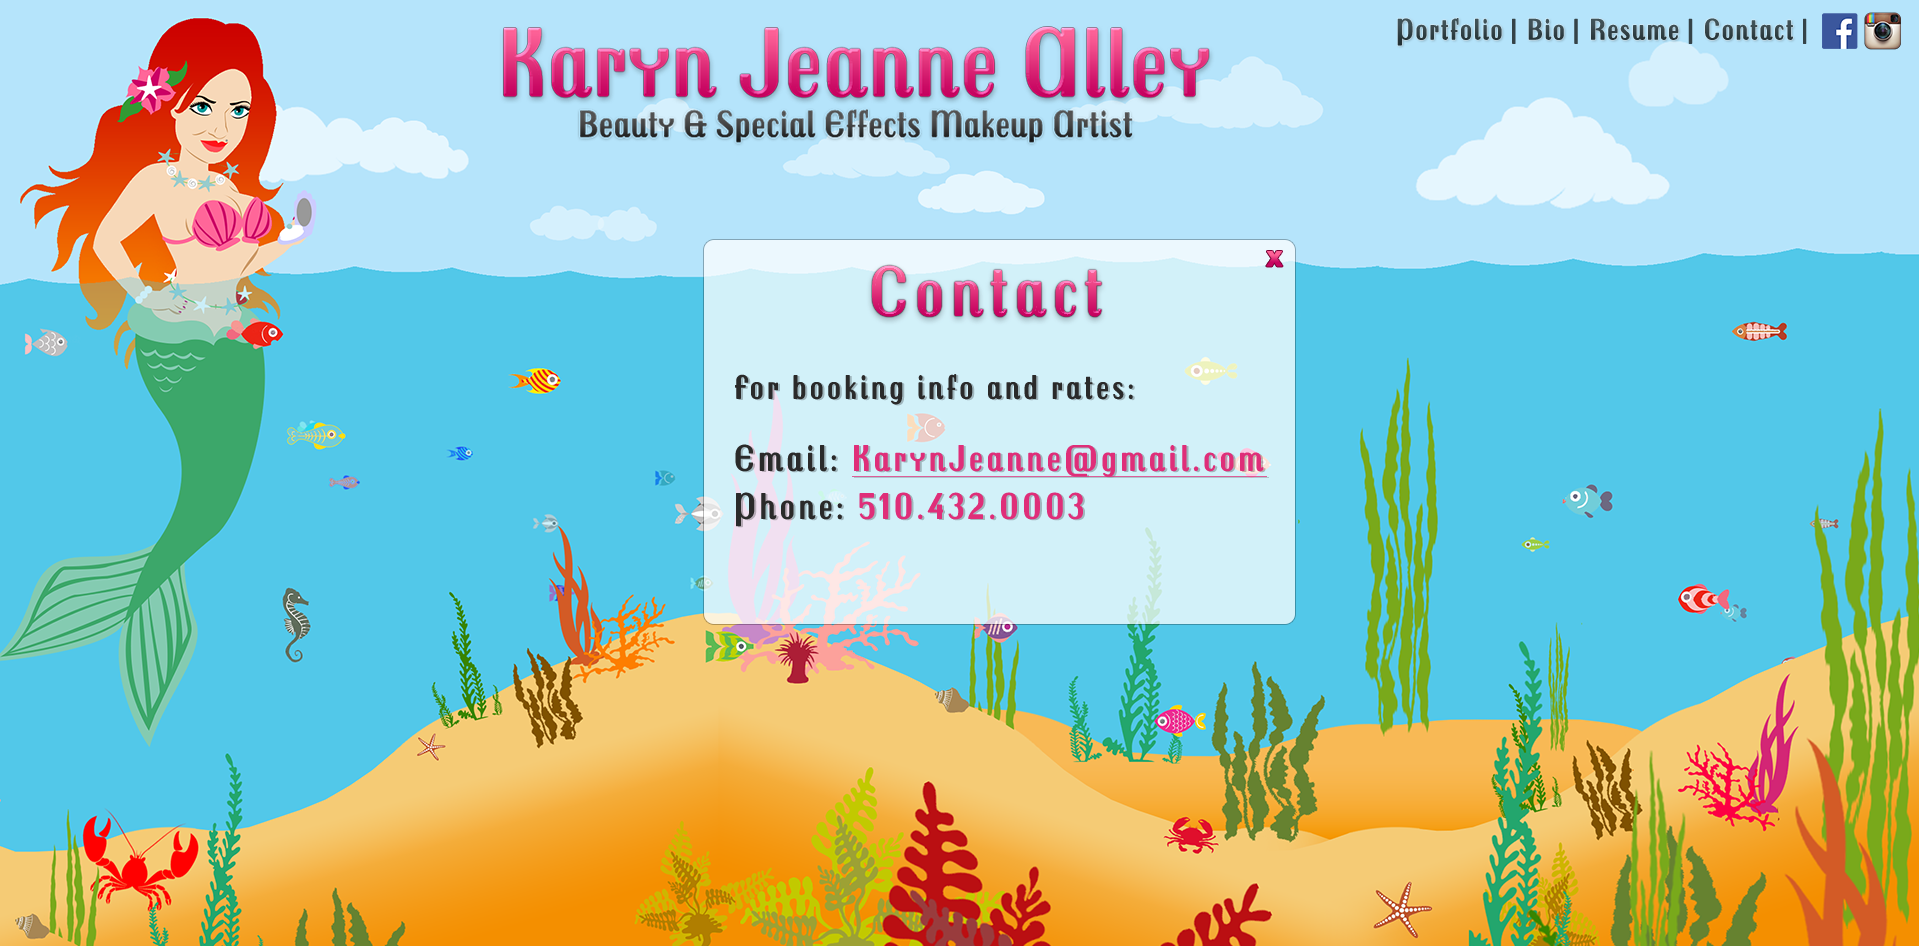 Karyn Jeanne Alley
Beauty & Special Effects Makeup Artist
Portfolio | Bio | Resume | Contact |
f
x
Contact
for booking info and rates:
Email: KarynJeanne@gmail.com
Phone: 510.432.0003